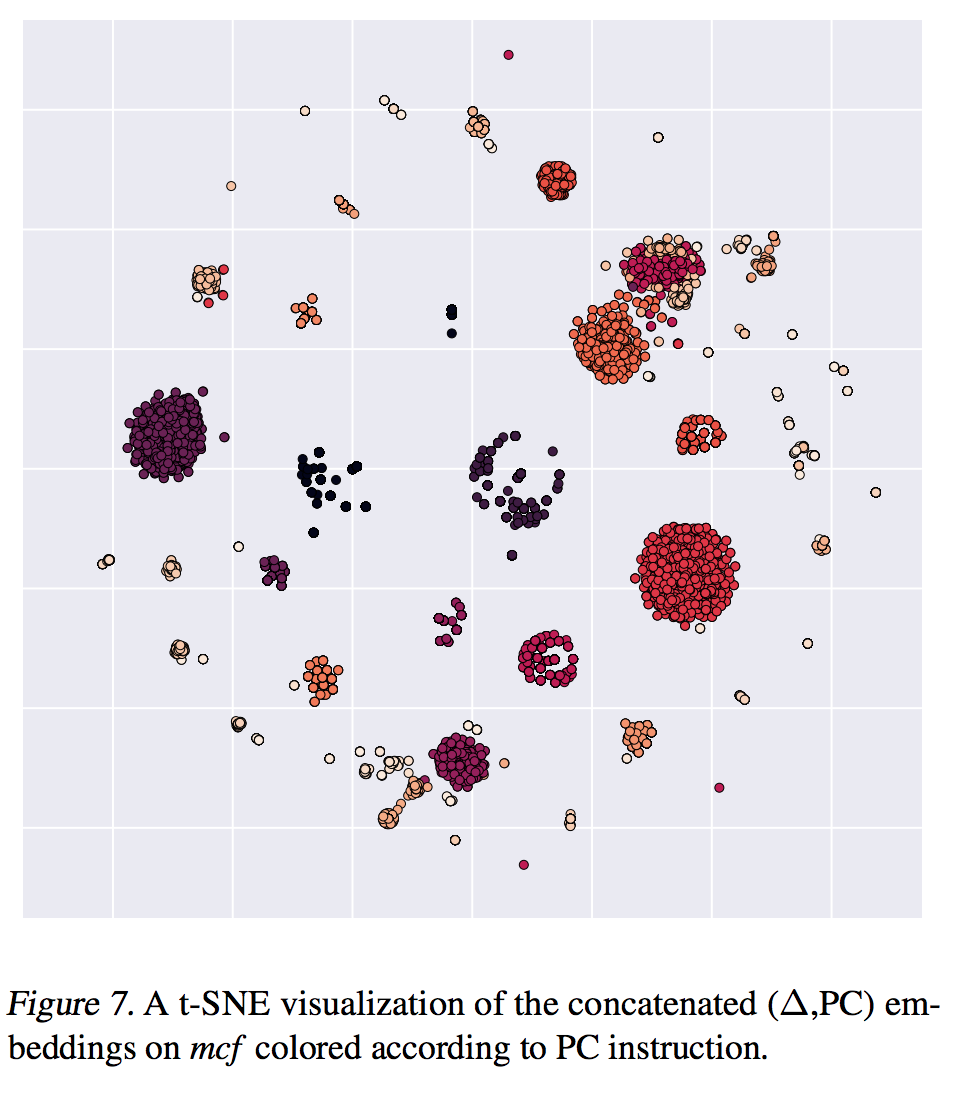 Figure 7. A t-SNE visualization of the concatenated (Δ,PC) em-
beddings on mcf colored according to PC instruction.